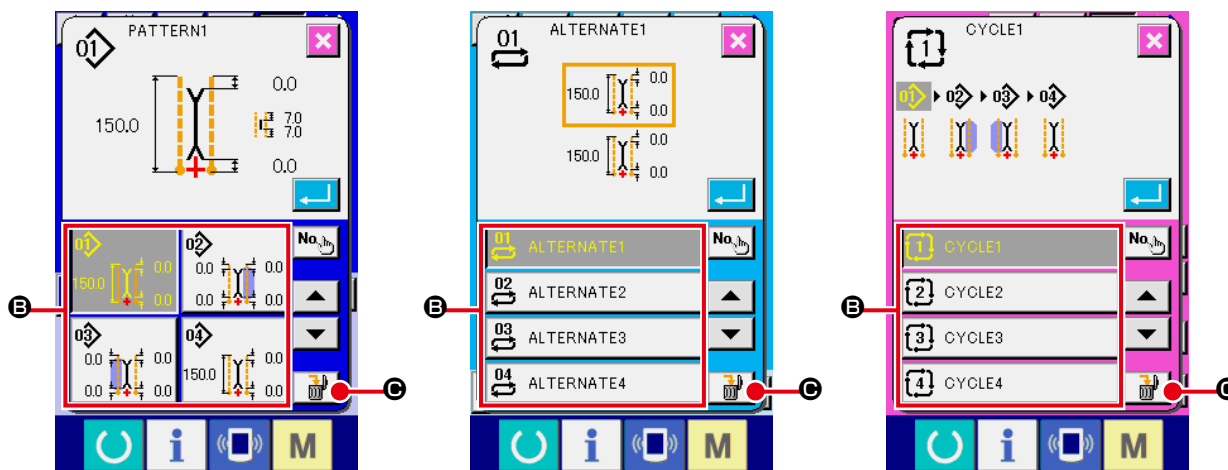 01 PATTERN1
0.0
150.0
7.0
7.0
0.0
01
150.0 0.0
0.0
02
0.0 0.0
0.0 0.0
No.
03
0.0 0.0
0.0 0.0
04
150.0 0.0
0.0
B
C
i M
01 ALTERNATE1
150.0 0.0
0.0
150.0 0.0
0.0
01 ALTERNATE1
02 ALTERNATE2
03 ALTERNATE3
04 ALTERNATE4
No.
B
C
i M
1 CYCLE1
01 02 03 04
1 CYCLE1
2 CYCLE2
3 CYCLE3
4 CYCLE4
No.
B
i M